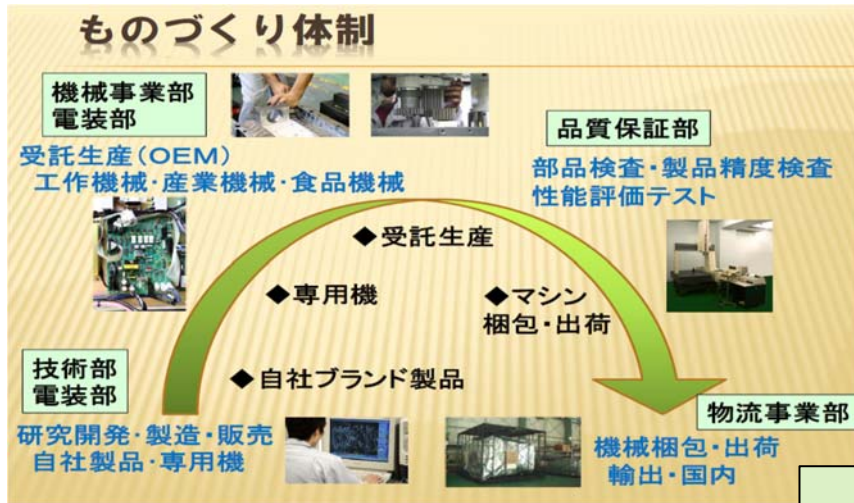 ものづくり体制
機械事業部
電装部
受託生産(OEM)
工作機械・産業機械・食品機械
品質保証部
部品検査・製品精度検査
性能評価テスト
◆受託生産
◆専用機
◆マシン
梱包・出荷
◆自社ブランド製品
技術部
電装部
研究開発・製造・販売
自社製品・専用機
物流事業部
機械梱包・出荷
輸出・国内